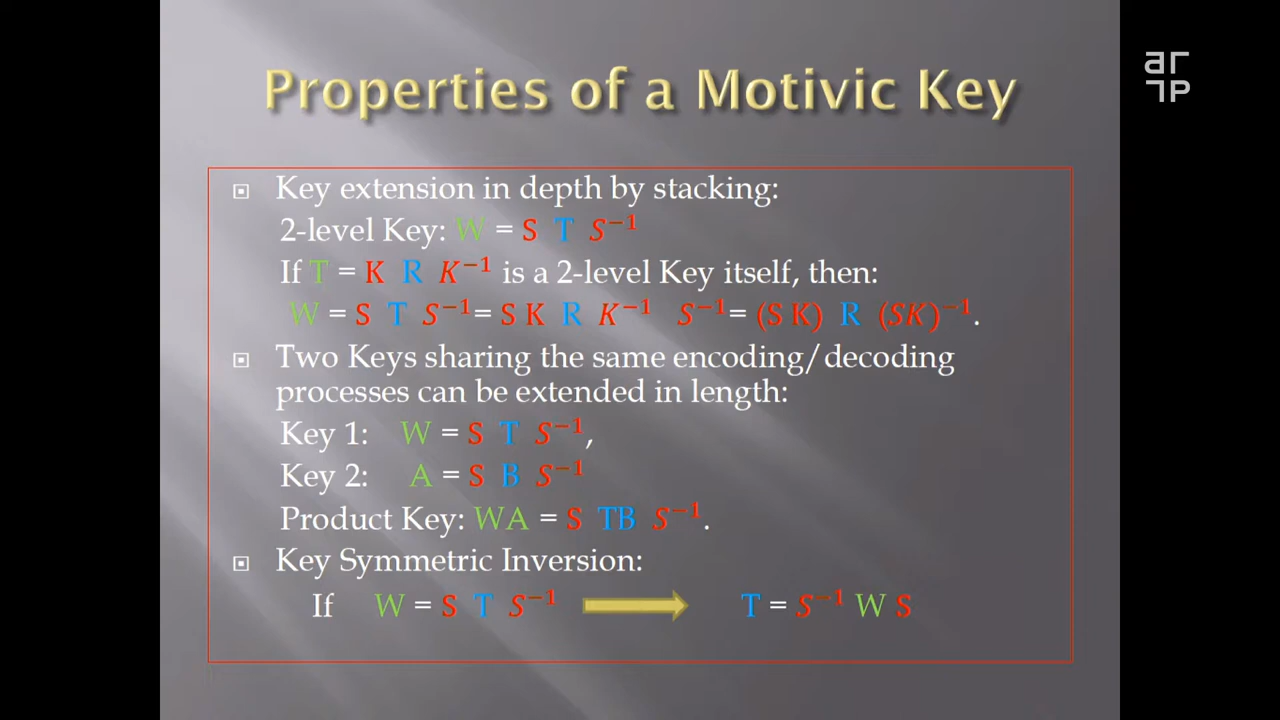 Properties of a Motivic Key
ar
חP
Key extension in depth by stacking:
2-level Key: W = S T S⁻¹
If T = K R K⁻¹ is a 2-level Key itself, then:
W = S T S⁻¹= S K R K⁻¹ S⁻¹= (S K) R (SK)⁻¹.
Two Keys sharing the same encoding/decoding
processes can be extended in length:
Key 1: W = S T S⁻¹,
Key 2: A = S B S⁻¹
Product Key: WA = S TB S⁻¹.
Key Symmetric Inversion:
If W = S T S⁻¹ T = S⁻¹ W S